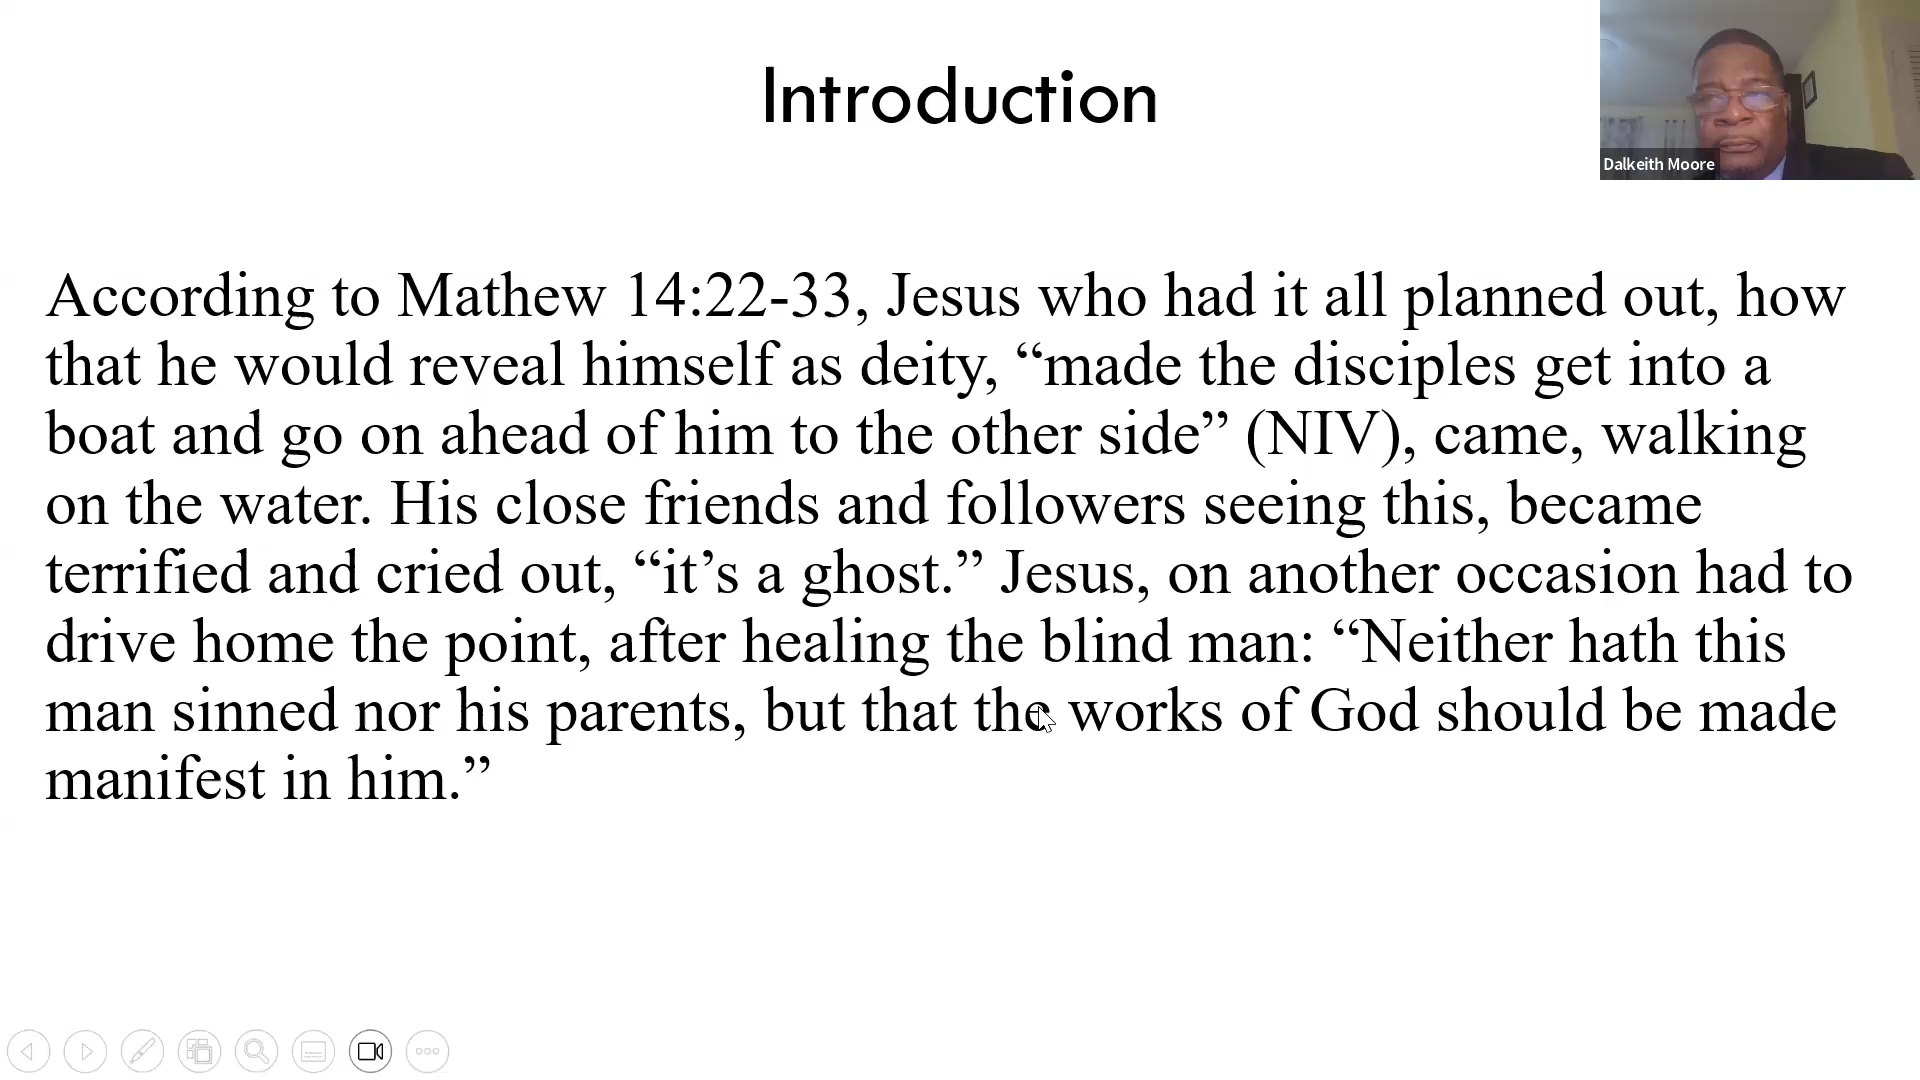 Introduction
Dalkeith Moore
According to Mathew 14:22-33, Jesus who had it all planned out, how
that he would reveal himself as deity, “made the disciples get into a
boat and go on ahead of him to the other side” (NIV), came, walking
on the water. His close friends and followers seeing this, became
terrified and cried out, “it’s a ghost.” Jesus, on another occasion had to
drive home the point, after healing the blind man: “Neither hath this
man sinned nor his parents, but that the works of God should be made
manifest in him.”